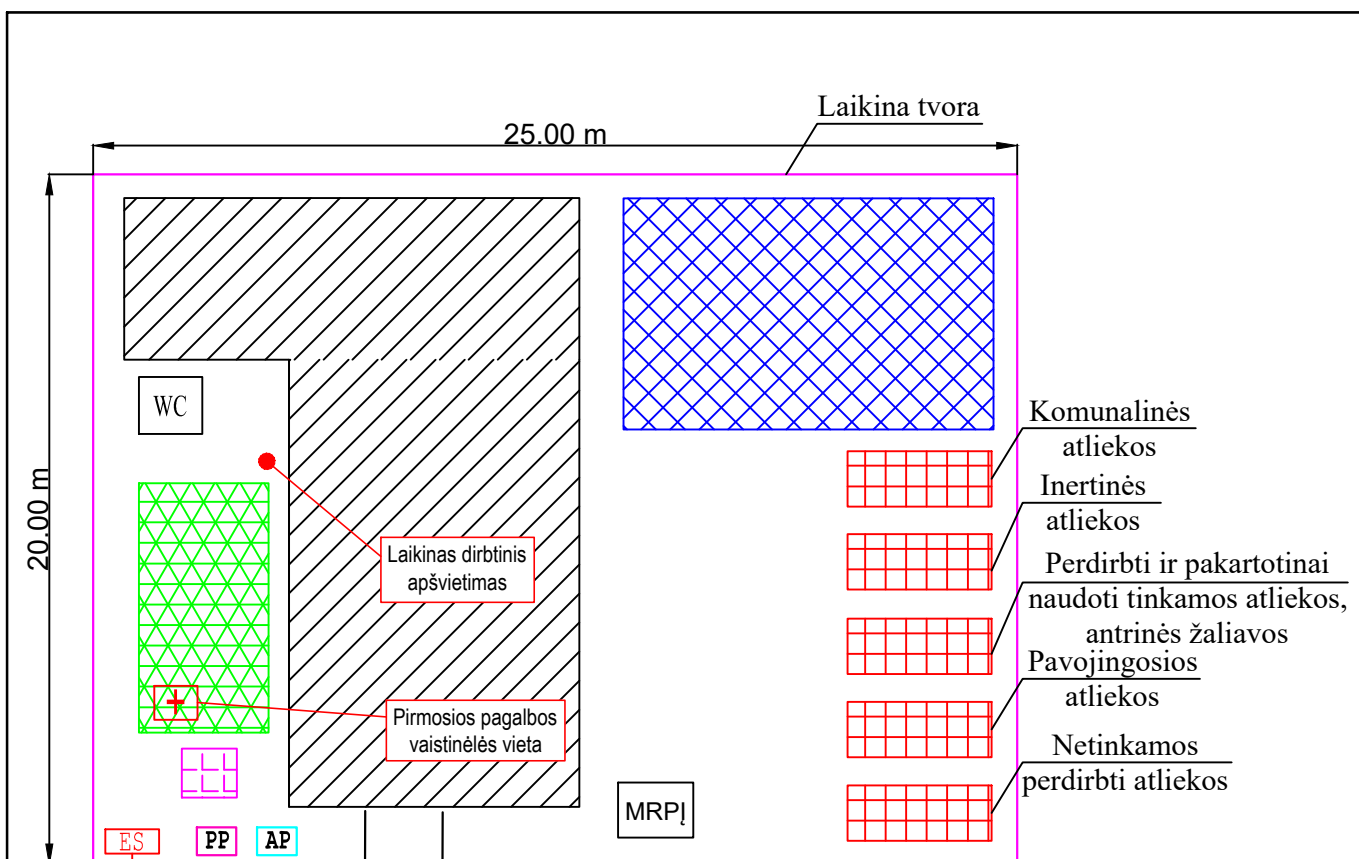 Laikina tvora
25.00 m
20.00 m
WC
Komunalinės
atliekos
Inertinės
atliekos
Laikinas dirbtinis
apšvietimas
Perdirbti ir pakartotinai
naudoti tinkamos atliekos,
antrinės žaliavos
Pavojingosios
atliekos
Pirmosios pagalbos
vaistinėlės vieta
Netinkamos
perdirbti atliekos
MRPĮ
ES
PP
AP